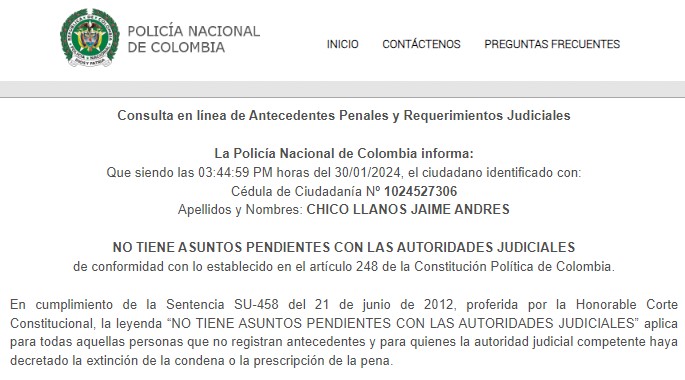 POLICÍA NACIONAL
DE COLOMBIA
INICIO CONTÁCTENOS PREGUNTAS FRECUENTES
Consulta en línea de Antecedentes Penales y Requerimientos Judiciales
La Policía Nacional de Colombia informa:
Que siendo las 03:44:59 PM horas del 30/01/2024, el ciudadano identificado con:
Cédula de Ciudadanía Nº 1024527306
Apellidos y Nombres: CHICO LLANOS JAIME ANDRES
NO TIENE ASUNTOS PENDIENTES CON LAS AUTORIDADES JUDICIALES
de conformidad con lo establecido en el artículo 248 de la Constitución Política de Colombia.
En cumplimiento de la Sentencia SU-458 del 21 de junio de 2012, proferida por la Honorable Corte
Constitucional, la leyenda “NO TIENE ASUNTOS PENDIENTES CON LAS AUTORIDADES JUDICIALES” aplica
para todas aquellas personas que no registran antecedentes y para quienes la autoridad judicial competente haya
decretado la extinción de la condena o la prescripción de la pena.